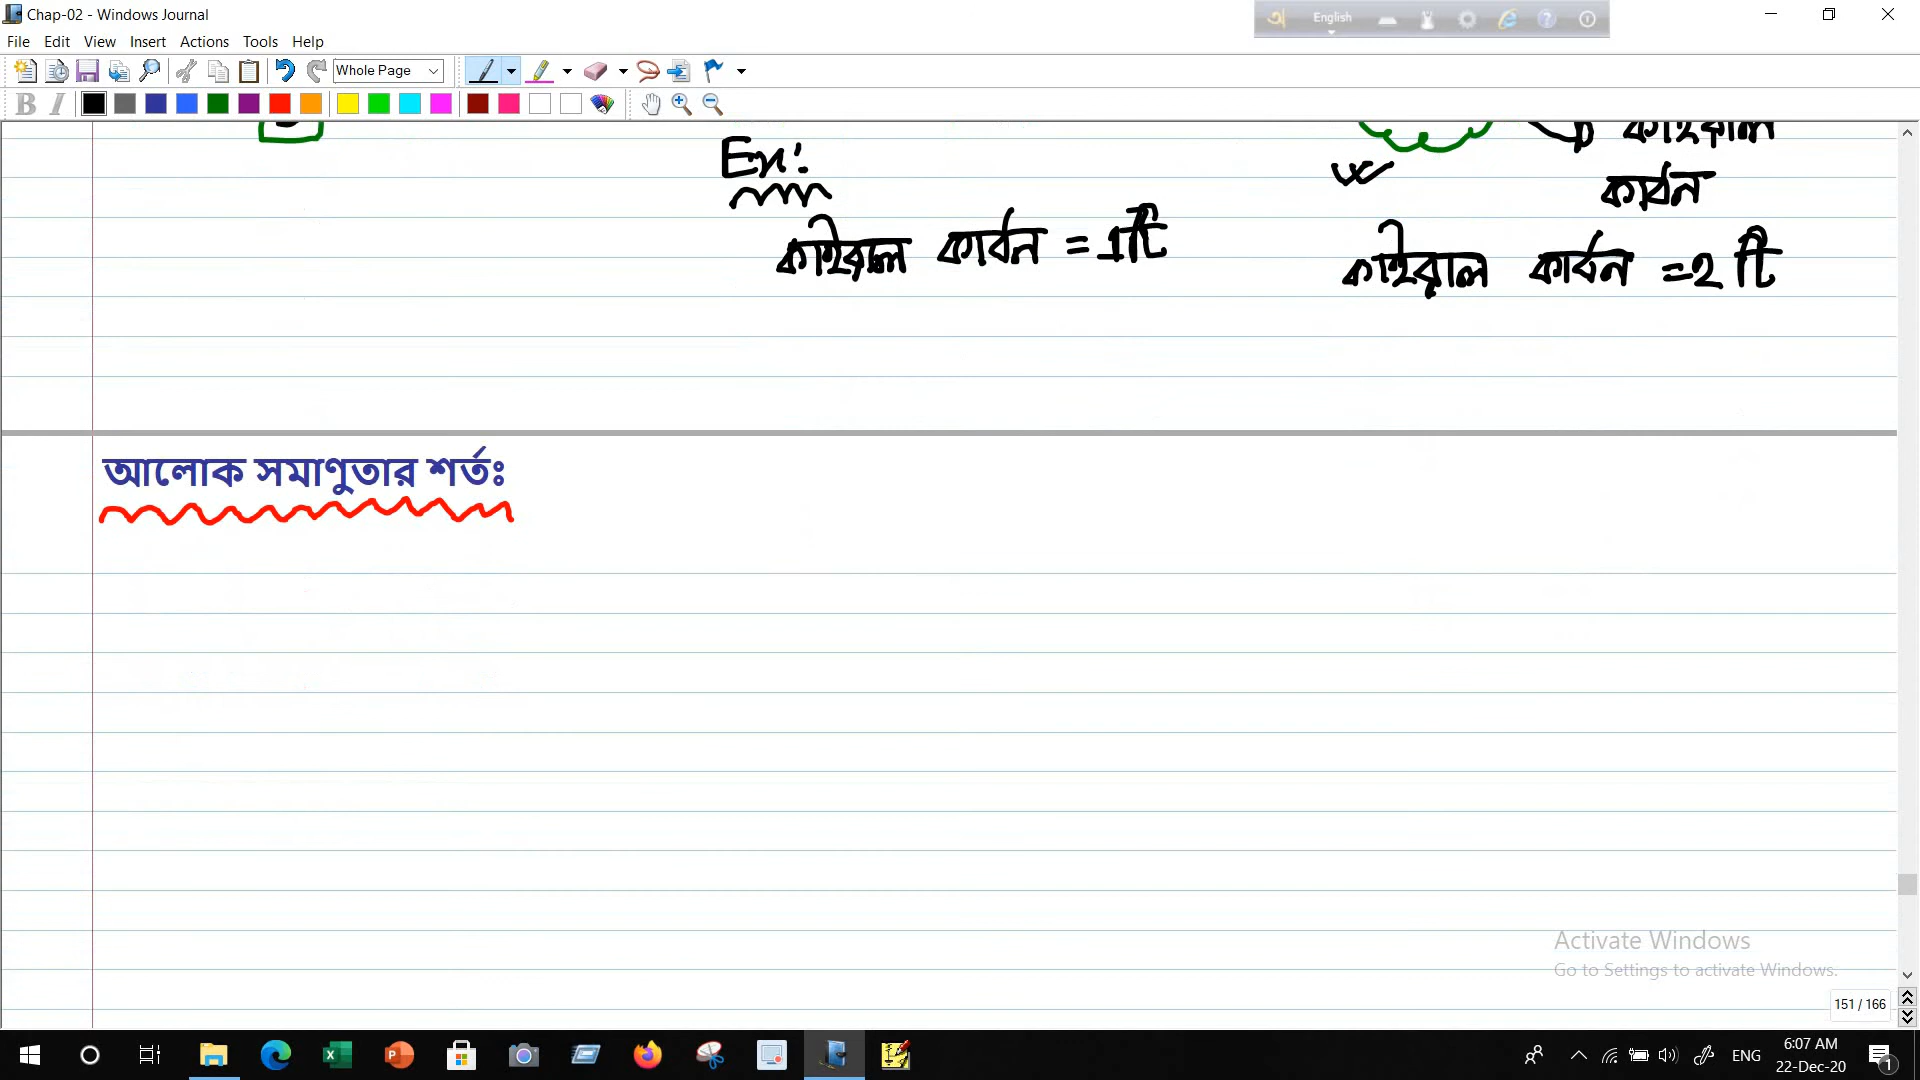 Chap-02 - Windows Journal
English
File Edit View Insert Actions Tools Help
Whole Page
B I
Ex:
কাইরাল
কার্বন
কাইরাল কার্বন = 1টি
কাইরাল কার্বন = 2 টি
আলোক সমাণুতার শর্তঃ
Activate Windows
Go to Settings to activate Windows.
151 / 166
ENG
6:07 AM
22-Dec-20
1